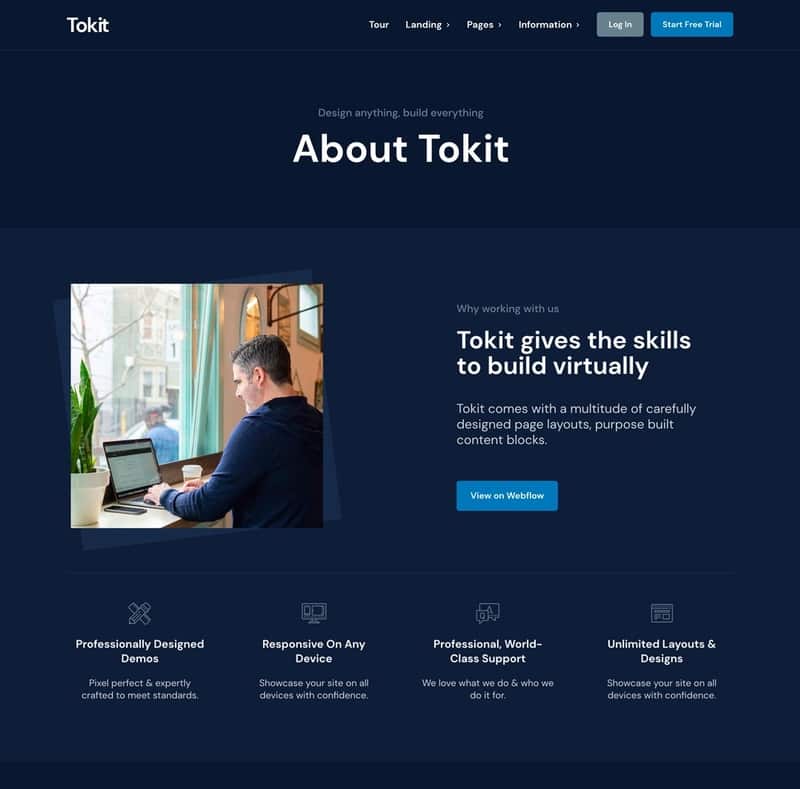 Tokit
Tour
Landing
Pages
Information
Log In
Start Free Trial
Design anything, build everything
About Tokit
Why working with us
Tokit gives the skills
to build virtually
Tokit comes with a multitude of carefully
designed page layouts, purpose built
content blocks.
View on Webflow
Professionally Designed
Demos
Pixel perfect & expertly
crafted to meet standards.
Responsive On Any
Device
Showcase your site on all
devices with confidence.
Professional, World-
Class Support
We love what we do & who we
do it for.
Unlimited Layouts &
Designs
Showcase your site on all
devices with confidence.